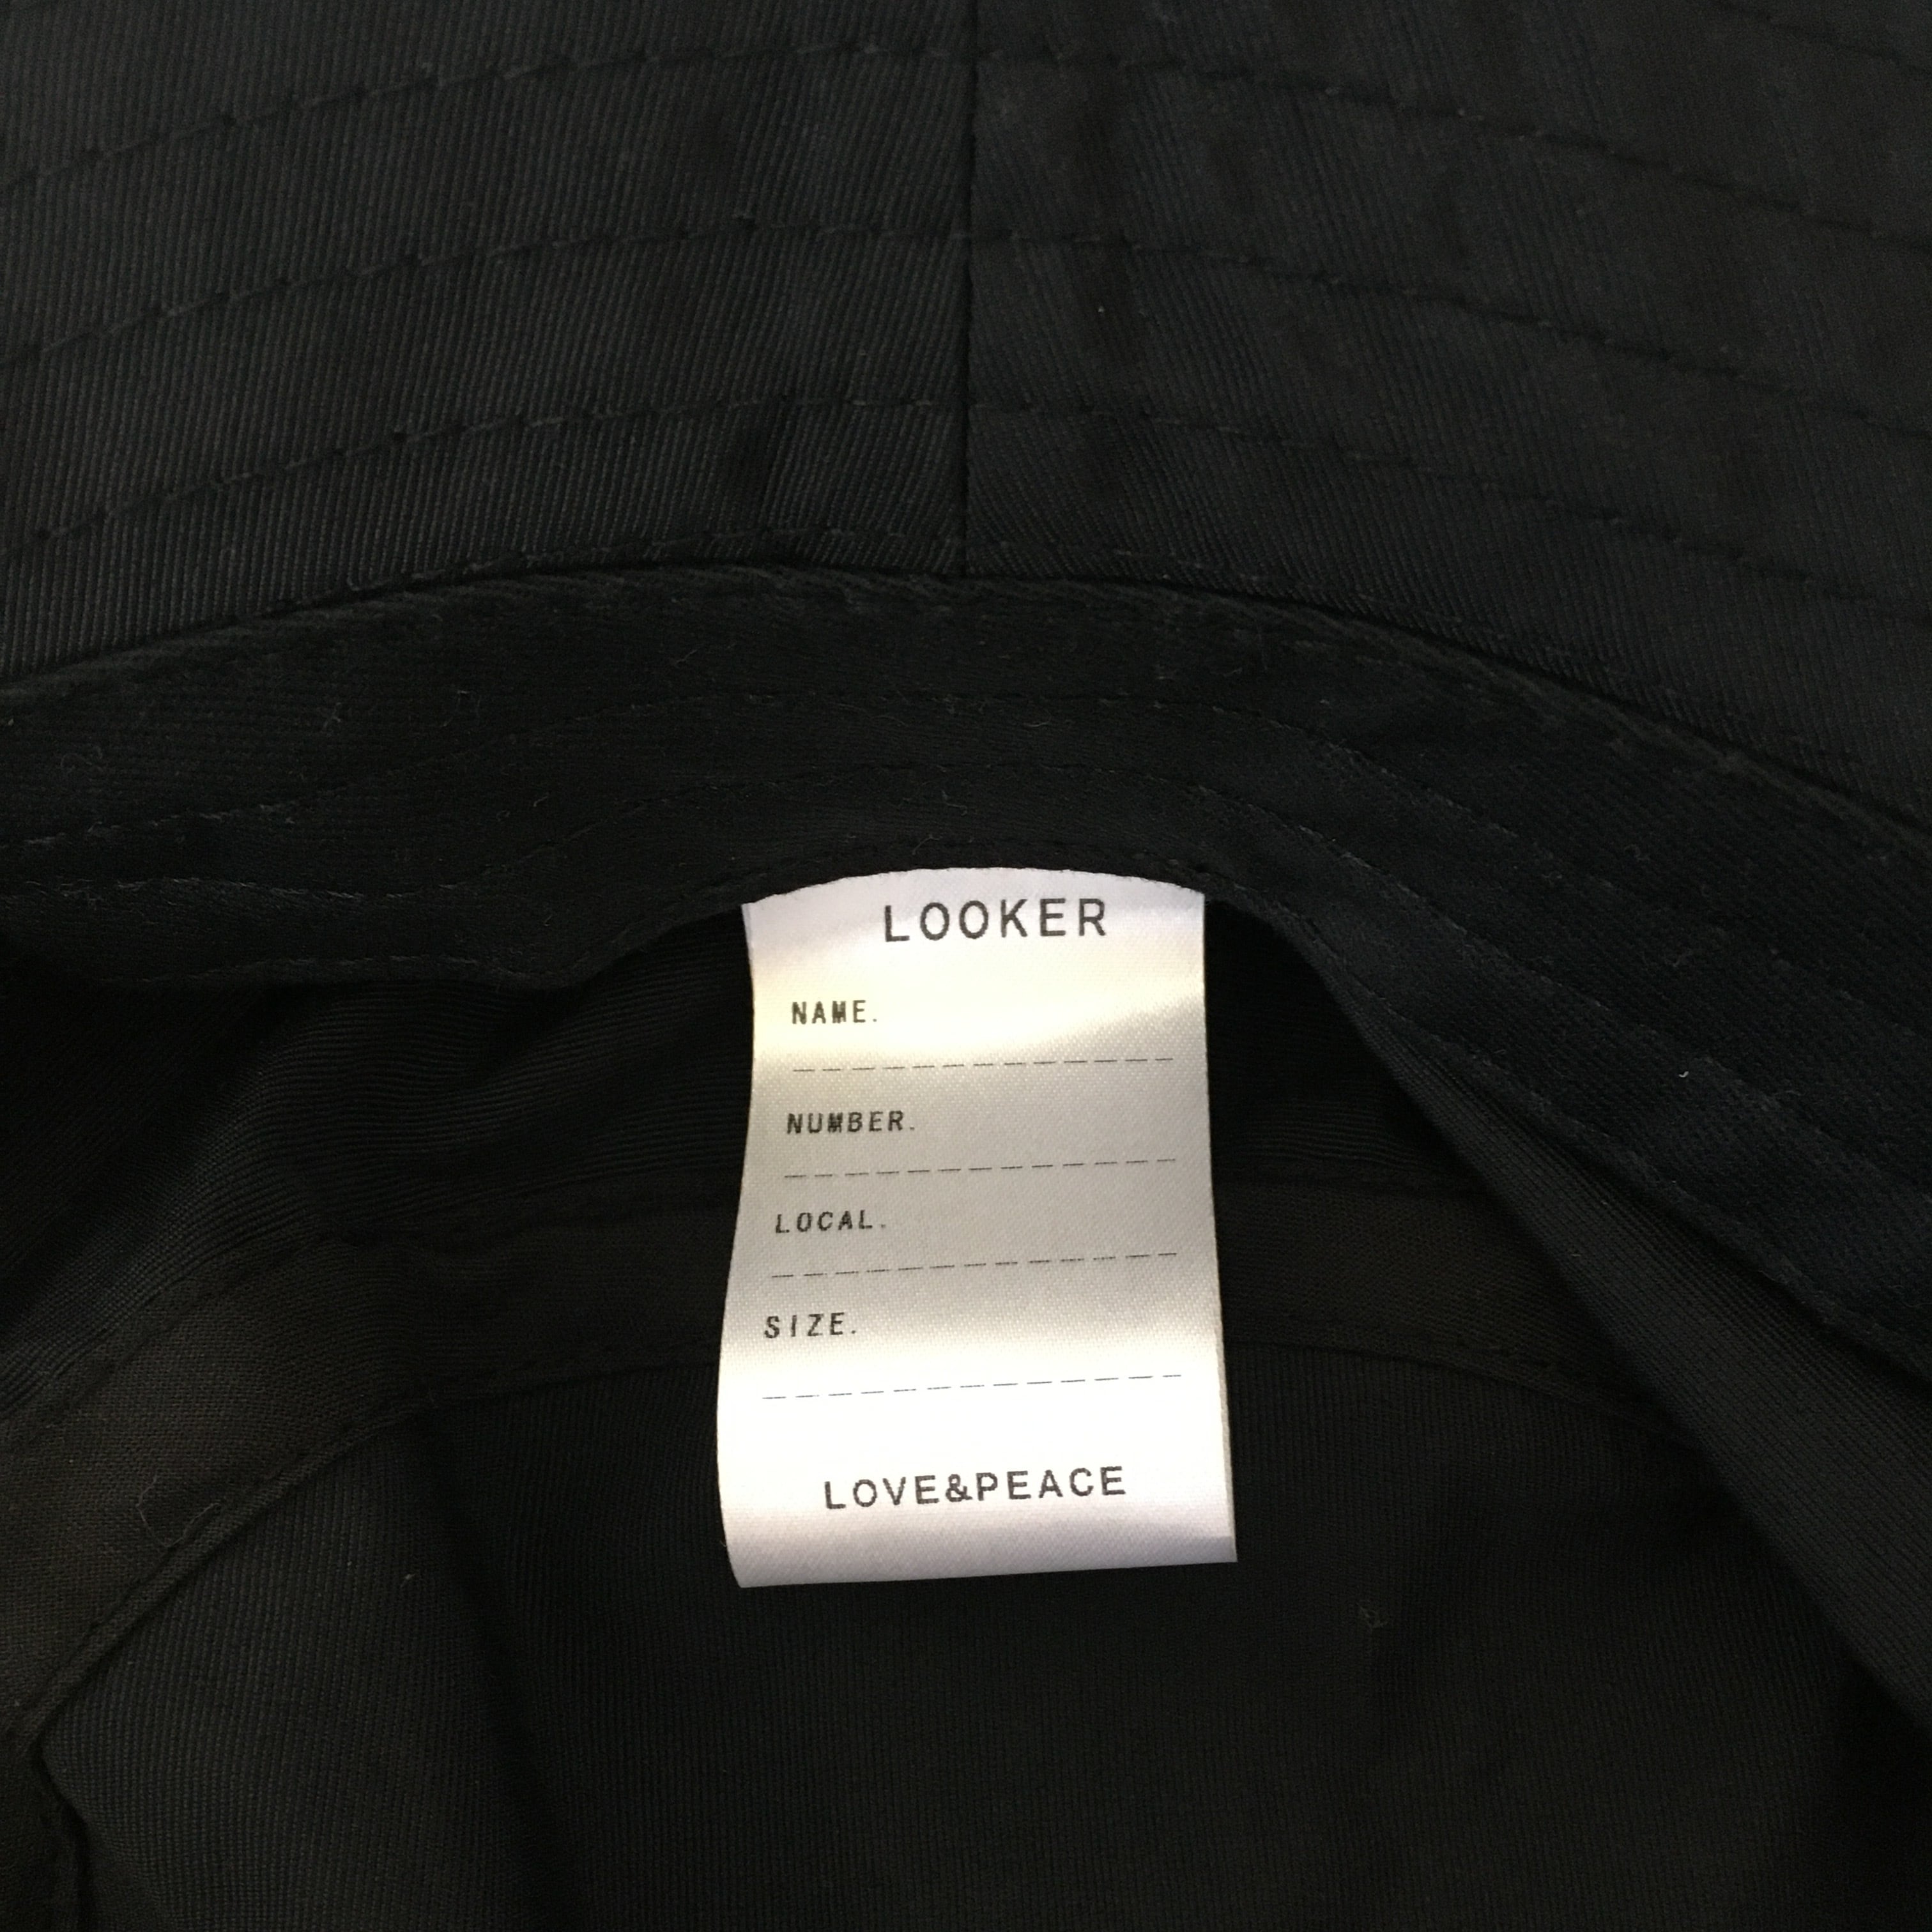 LOOKER
NAME.
NUMBER.
LOCAL.
SIZE.
LOVE&PEACE